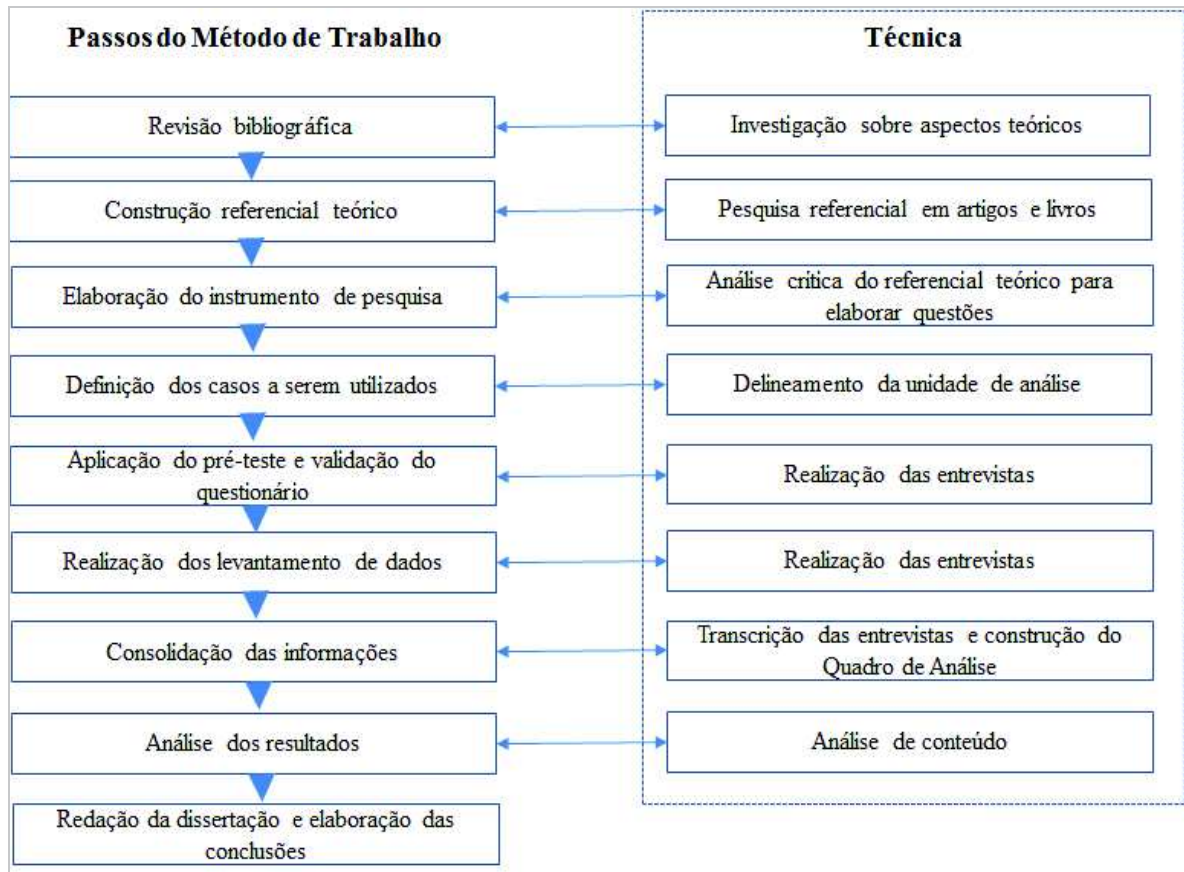 Passos do Método de Trabalho
Técnica
Revisão bibliográfica
Investigação sobre aspectos teóricos
Construção referencial teórico
Pesquisa referencial em artigos e livros
Elaboração do instrumento de pesquisa
Análise crítica do referencial teórico para
elaborar questões
Definição dos casos a serem utilizados
Delineamento da unidade de análise
Aplicação do pré-teste e validação do
questionário
Realização das entrevistas
Realização dos levantamento de dados
Realização das entrevistas
Consolidação das informações
Transcrição das entrevistas e construção do
Quadro de Análise
Análise dos resultados
Análise de conteúdo
Redação da dissertação e elaboração das
conclusões